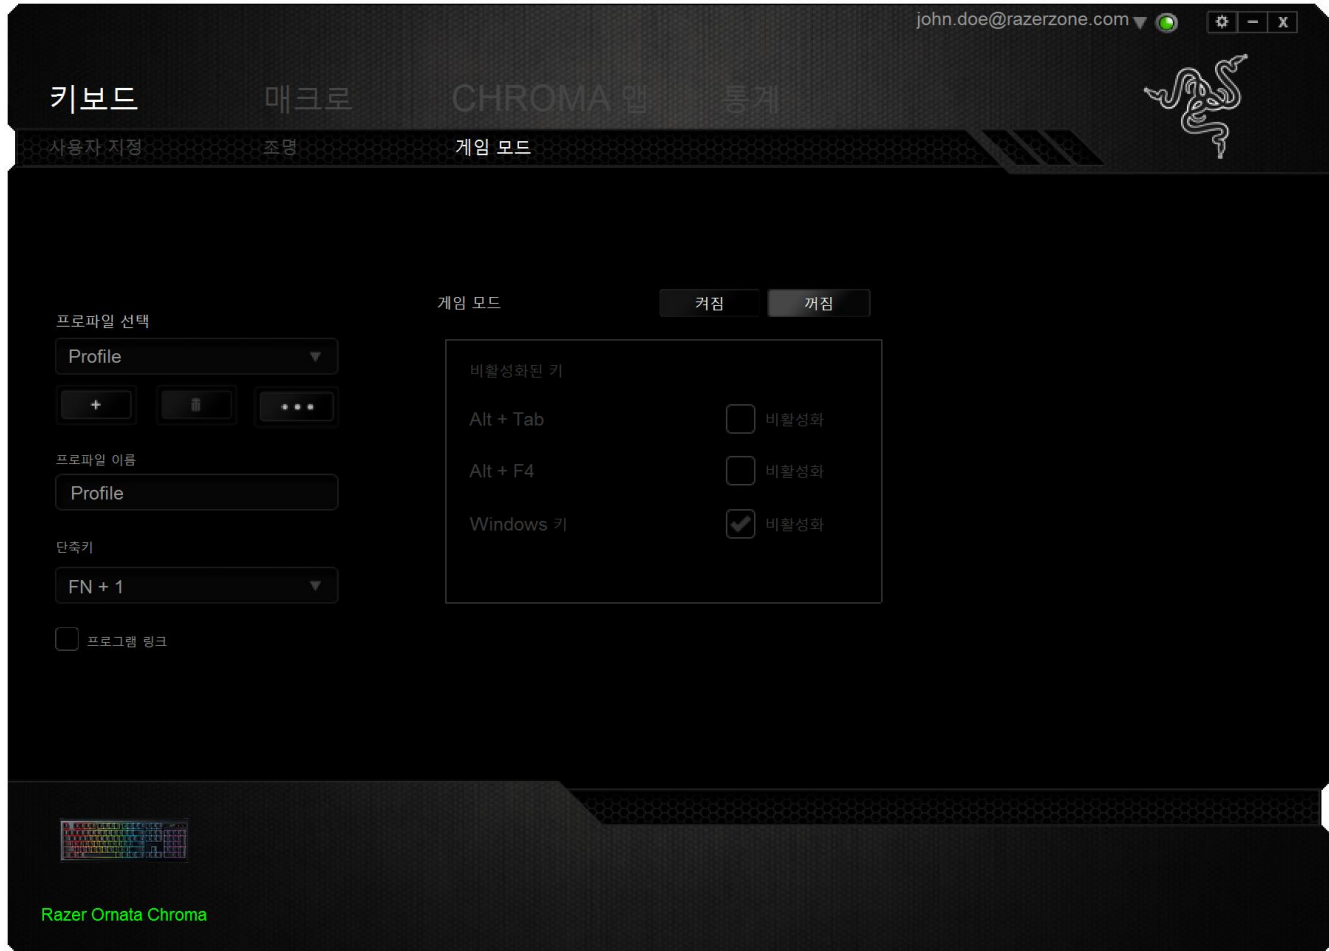 john.doe@razerzone.com
키보드 매크로 CHROMA 앱 통계
사용자 지정 조명 게임 모드
프로파일 선택
Profile
+
프로파일 이름
Profile
단축키
FN + 1
프로그램 링크
게임 모드 켜짐 꺼짐
비활성화된 키
Alt + Tab 비활성화
Alt + F4 비활성화
Windows 키 비활성화
Razer Ornata Chroma